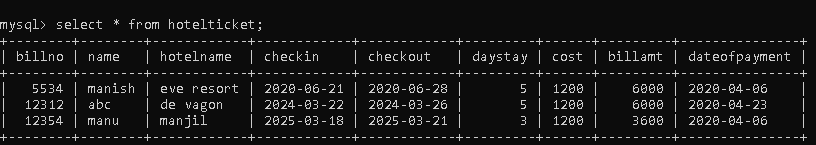 mysql> select * from hotelticket;
+--------+--------+------------+------------+------------+---------+------+---------+---------------+
| billno | name   | hotelname  | checkin    | checkout   | daystay | cost | billamt | dateofpayment |
+--------+--------+------------+------------+------------+---------+------+---------+---------------+
|   5534 | manish | eve resort | 2020-06-21 | 2020-06-28 |       5 | 1200 |    6000 | 2020-04-06    |
|  12312 | abc    | de vagon   | 2024-03-22 | 2024-03-26 |       5 | 1200 |    6000 | 2020-04-23    |
|  12354 | manu   | manjil     | 2025-03-18 | 2025-03-21 |       3 | 1200 |    3600 | 2020-04-06    |
+--------+--------+------------+------------+------------+---------+------+---------+---------------+